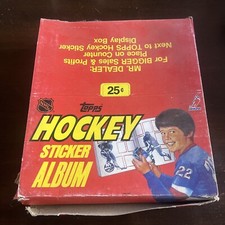 MR. DEALER:
For BIGGER Sales & Profits
Place on Counter
Next to TOPPS Hockey Sticker
Display Box
25¢
NHL
TOPPS
HOCKEY
STICKER
ALBUM
22